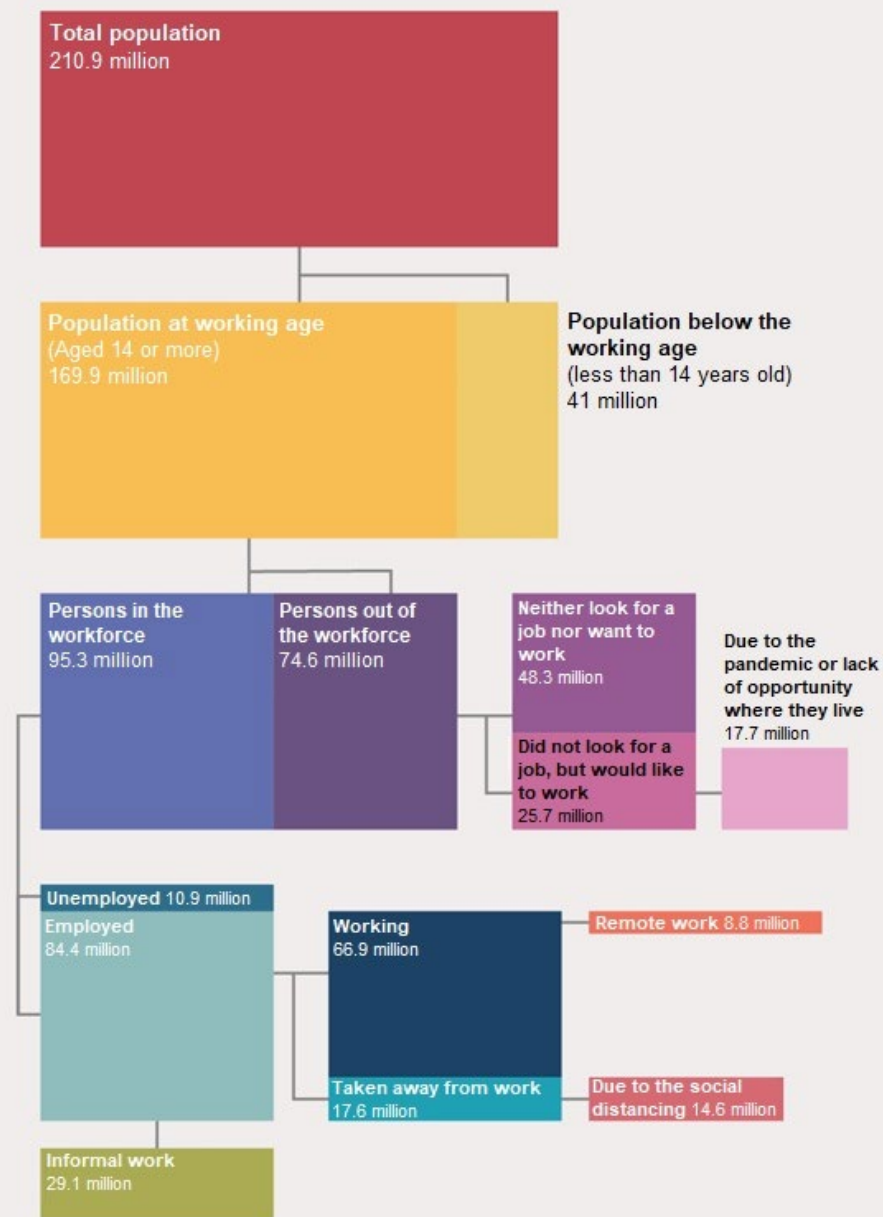 Total population
210.9 million
Population at working age
(Aged 14 or more)
169.9 million
Population below the
working age
(less than 14 years old)
41 million
Persons in the
workforce
95.3 million
Persons out of
the workforce
74.6 million
Neither look for a
job nor want to
work
48.3 million
Did not look for a
job, but would like
to work
25.7 million
Due to the
pandemic or lack
of opportunity
where they live
17.7 million
Unemployed 10.9 million
Employed
84.4 million
Working
66.9 million
Remote work 8.8 million
Taken away from work
17.6 million
Due to the social
distancing 14.6 million
Informal work
29.1 million